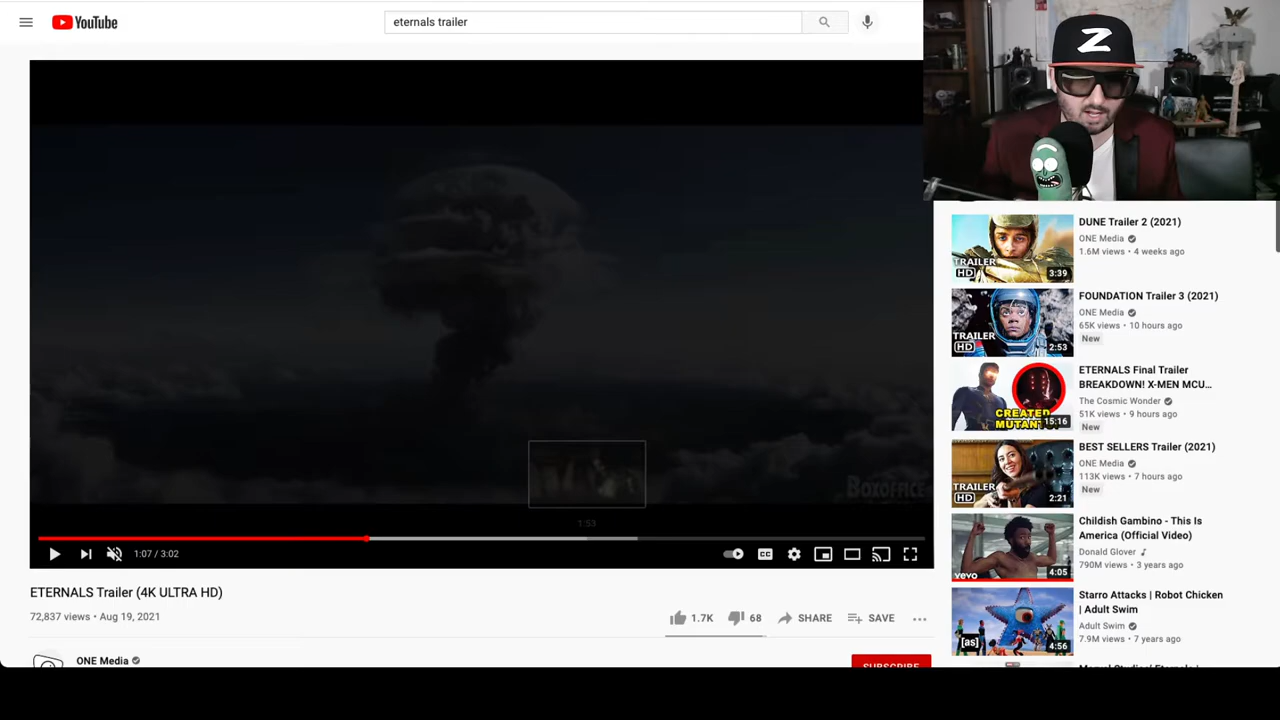 YouTube
eternals trailer
Z
BOXOFFICE
1:53
1:07 / 3:02
CC
ETERNALS Trailer (4K ULTRA HD)
72,837 views • Aug 19, 2021
1.7K
68
SHARE
SAVE
ONE Media
SUBSCRIBE
TRAILER
HD
3:39
DUNE Trailer 2 (2021)
ONE Media
1.6M views • 4 weeks ago
TRAILER
HD
2:53
FOUNDATION Trailer 3 (2021)
ONE Media
65K views • 10 hours ago
New
CREATED
MUTANTS?
15:16
ETERNALS Final Trailer
BREAKDOWN! X-MEN MCU...
The Cosmic Wonder
51K views • 9 hours ago
New
TRAILER
HD
2:21
BEST SELLERS Trailer (2021)
ONE Media
113K views • 7 hours ago
New
vevo
4:05
Childish Gambino - This Is
America (Official Video)
Donald Glover
790M views • 3 years ago
[as]
4:56
Starro Attacks | Robot Chicken
| Adult Swim
Adult Swim
7.9M views • 7 years ago